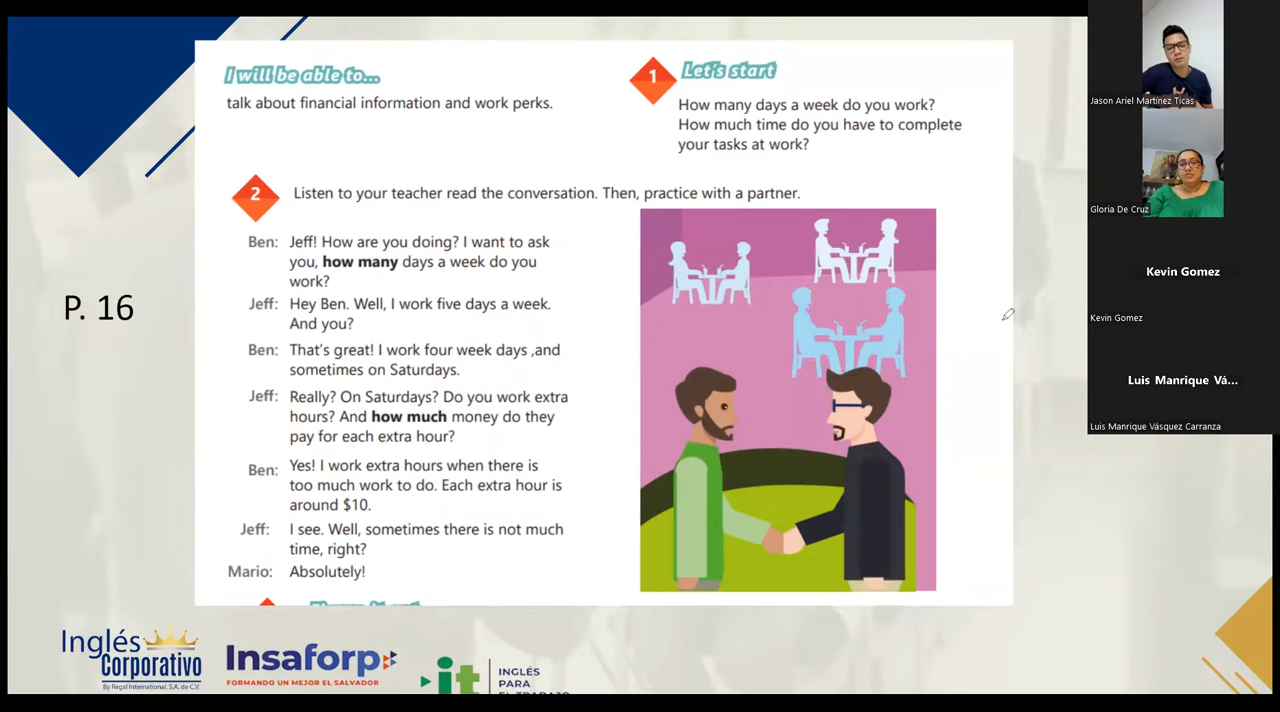 I will be able to...
talk about financial information and work perks.
1
Let's start
How many days a week do you work?
How much time do you have to complete
your tasks at work?
2
Listen to your teacher read the conversation. Then, practice with a partner.
Ben: Jeff! How are you doing? I want to ask
you, how many days a week do you
work?
Jeff: Hey Ben. Well, I work five days a week.
And you?
Ben: That's great! I work four week days ,and
sometimes on Saturdays.
Jeff: Really? On Saturdays? Do you work extra
hours? And how much money do they
pay for each extra hour?
Ben: Yes! I work extra hours when there is
too much work to do. Each extra hour is
around $10.
Jeff: I see. Well, sometimes there is not much
time, right?
Mario: Absolutely!
P. 16
Inglés
Corporativo
By Regal International, S.A. de C.V.
Insaforp
FORMANDO UN MEJOR EL SALVADOR
it
INGLÉS
PARA
EL TRABAJO
Jason Ariel Martínez Ticas
Gloria De Cruz
Kevin Gomez
Kevin Gomez
Luis Manrique Vá...
Luis Manrique Vásquez Carranza